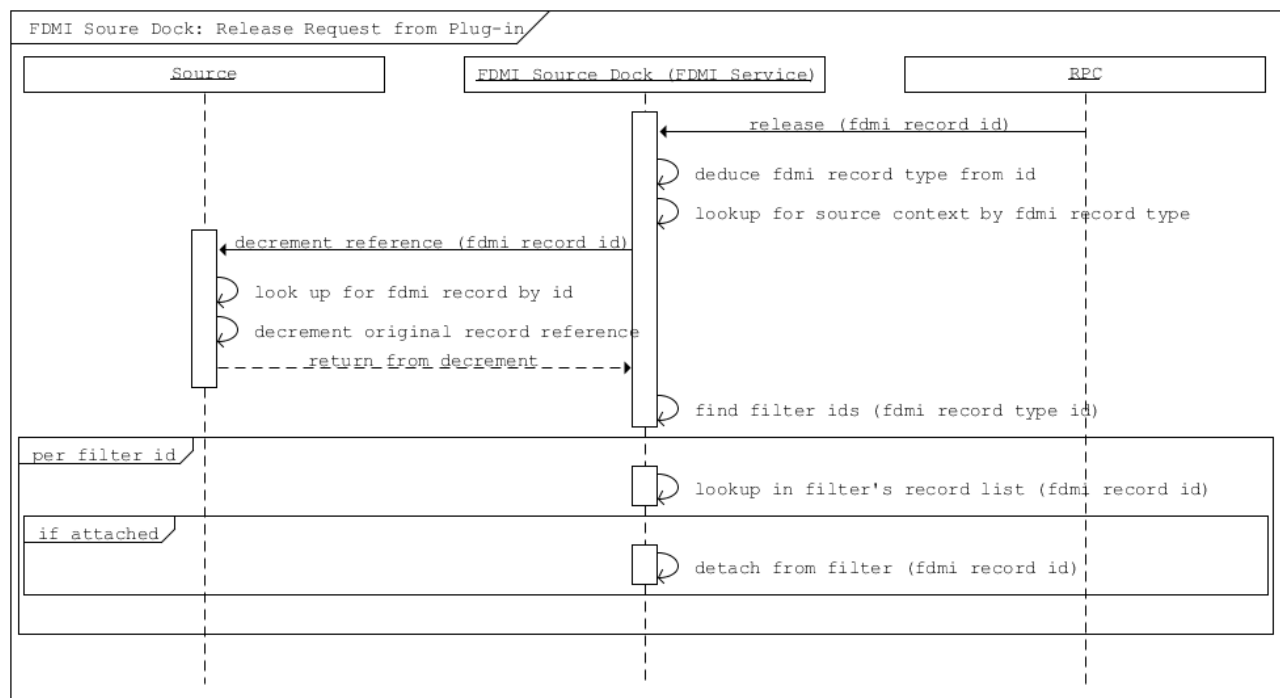 FDMI Soure Dock: Release Request from Plug-in
Source
FDMI Source Dock (FDMI Service)
RPC
release (fdmi record id)
deduce fdmi record type from id
lookup for source context by fdmi record type
decrement reference (fdmi record id)
look up for fdmi record by id
decrement original record reference
return from decrement
find filter ids (fdmi record type id)
per filter id
lookup in filter's record list (fdmi record id)
if attached
detach from filter (fdmi record id)